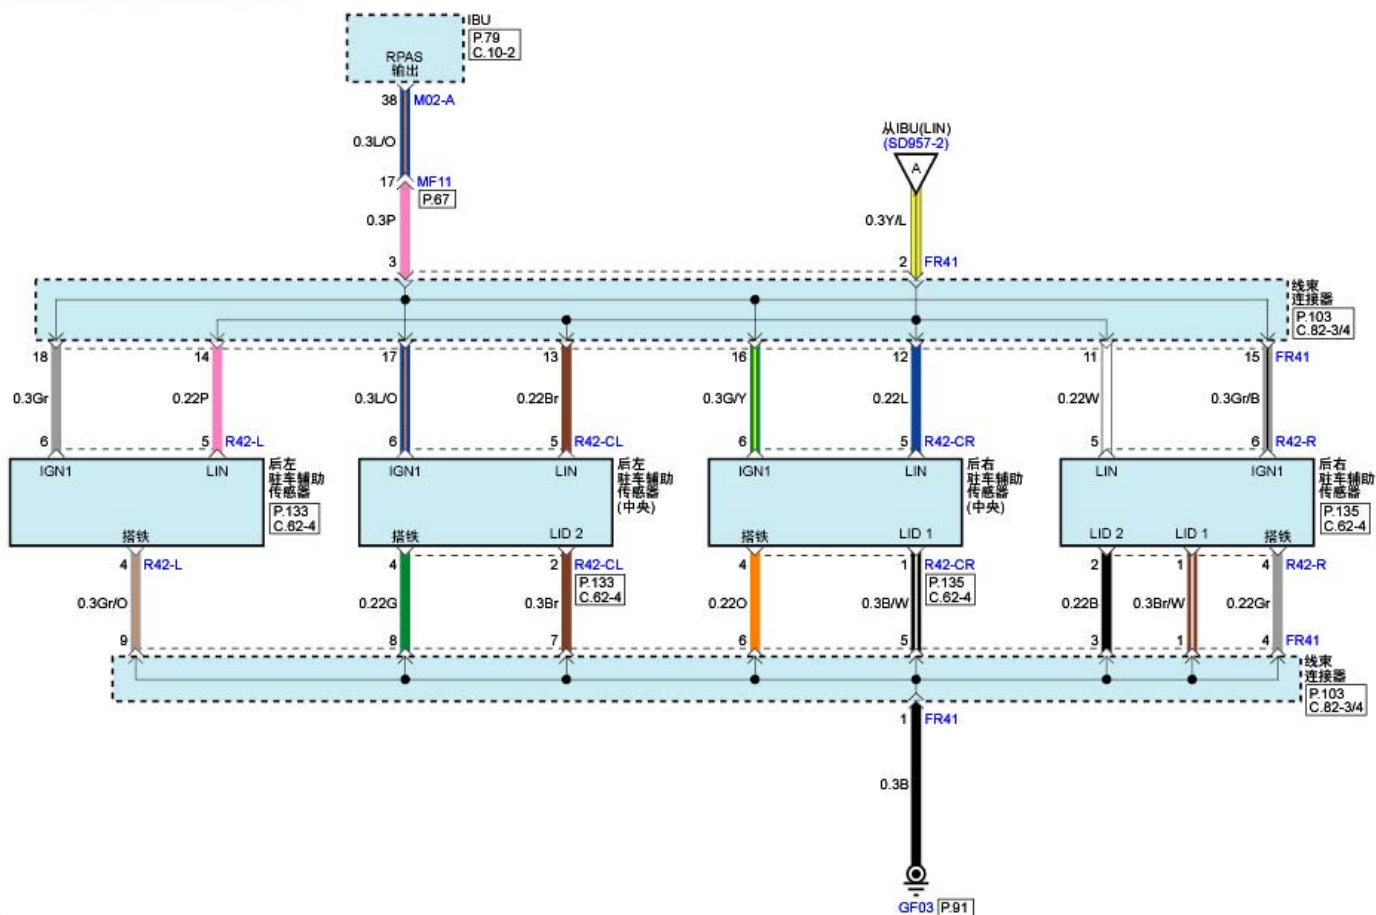 IBU
P.79
C.10-2
RPAS
输出
38 M02-A
0.3L/O
17 MF11
P.67
0.3P
3
从IBU(LIN)
(SD957-2)
A
0.3Y/L
2 FR41
线束
连接器
P.103
C.82-3/4
18 14 17 13 16 12 11 15 FR41
0.3Gr 0.22P 0.3L/O 0.22Br 0.3G/Y 0.22L 0.22W 0.3Gr/B
6 5 R42-L 6 5 R42-CL 6 5 R42-CR 5 6 R42-R
IGN1 LIN IGN1 LIN IGN1 LIN LIN IGN1
后左
驻车辅助
传感器
P.133
C.62-4
后左
驻车辅助
传感器
(中央)
后右
驻车辅助
传感器
(中央)
后右
驻车辅助
传感器
P.135
C.62-4
搭铁 搭铁 LID 2 搭铁 LID 1 LID 2 LID 1 搭铁
4 R42-L 4 2 R42-CL 4 1 R42-CR 2 1 4 R42-R
P.133
C.62-4
P.135
C.62-4
0.3Gr/O 0.22G 0.3Br 0.22O 0.3B/W 0.22B 0.3Br/W 0.22Gr
9 8 7 6 5 3 1 4 FR41
线束
连接器
P.103
C.82-3/4
1 FR41
0.3B
GF03 P.91